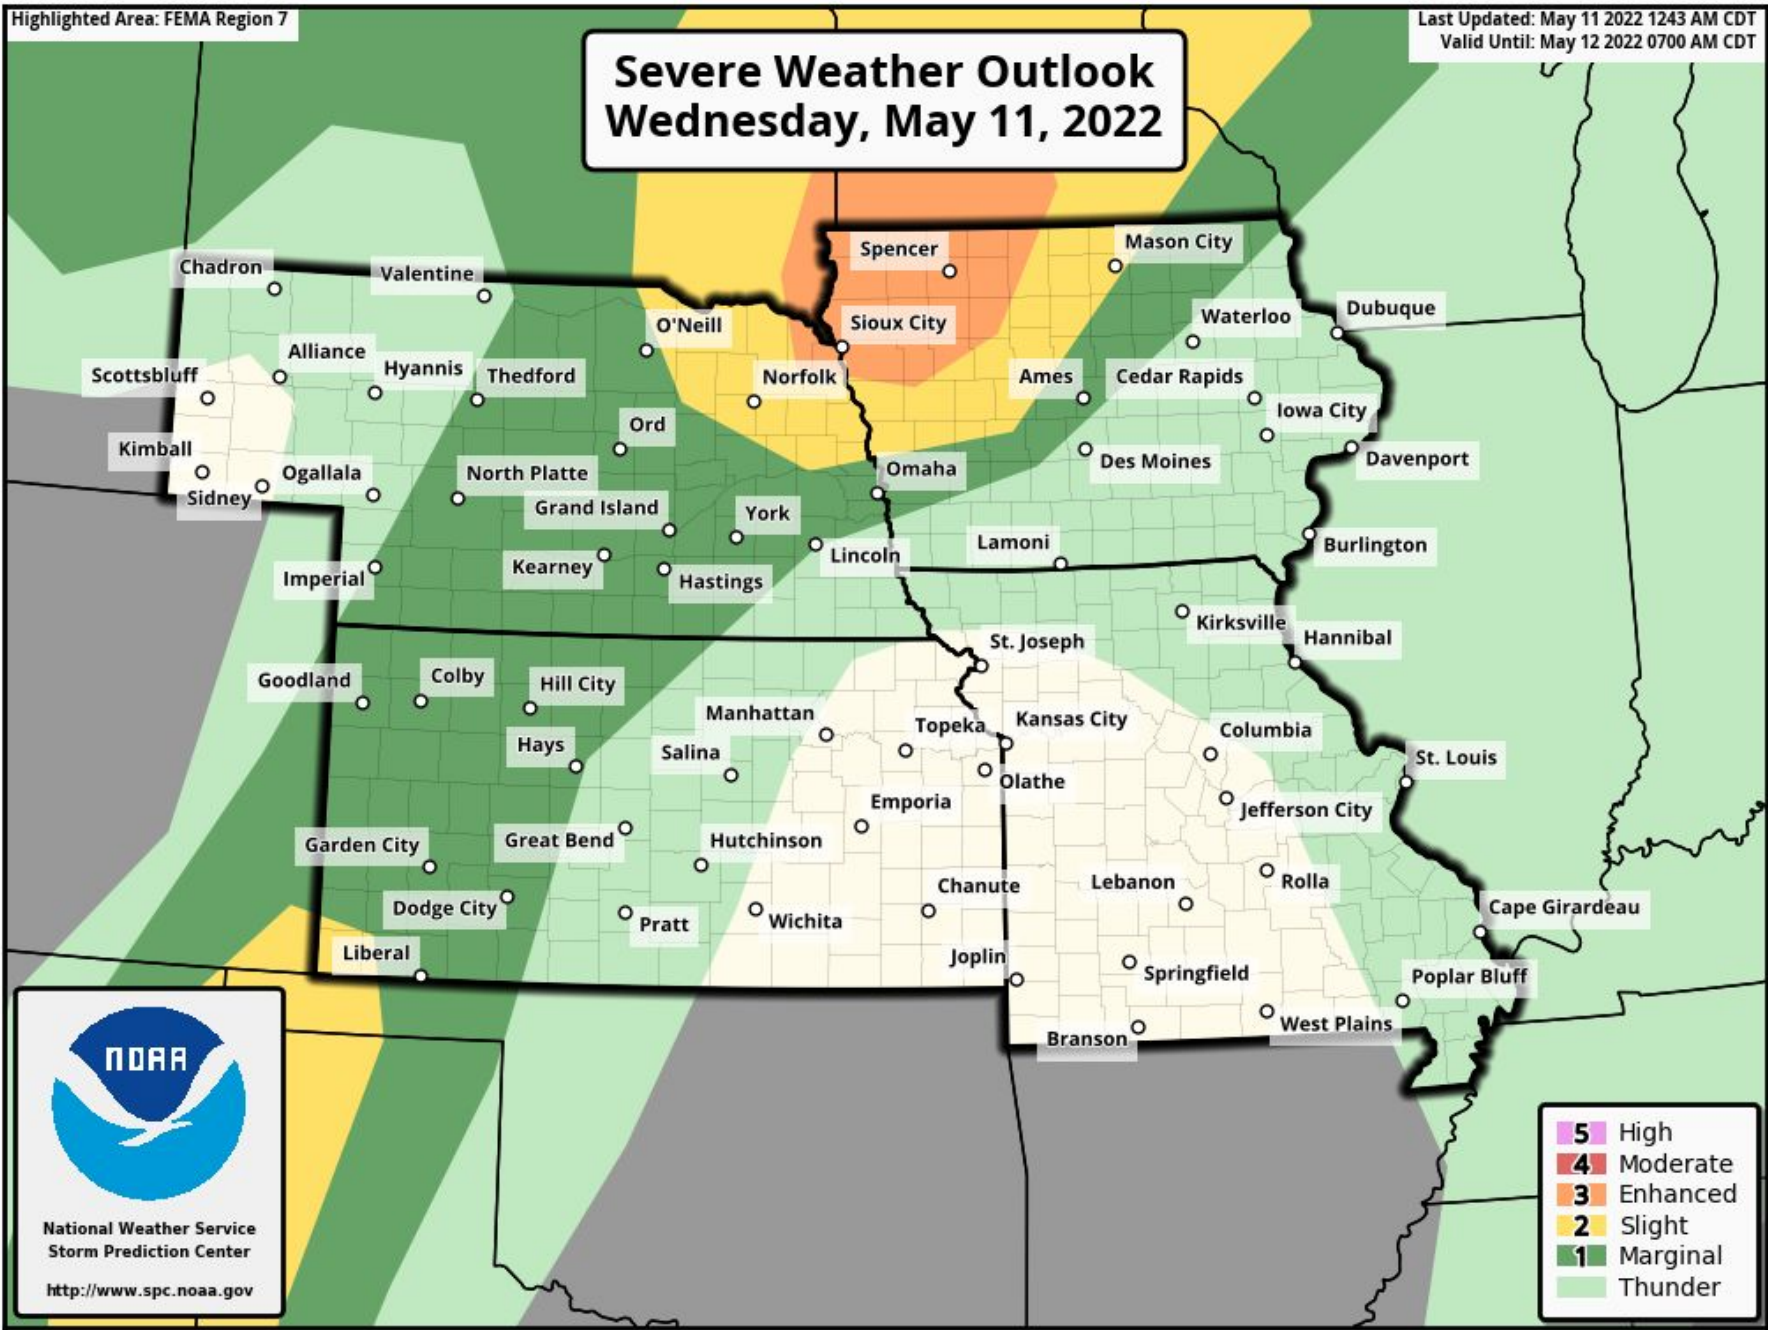 Highlighted Area: FEMA Region 7
Last Updated: May 11 2022 1243 AM CDT
Valid Until: May 12 2022 0700 AM CDT
Severe Weather Outlook
Wednesday, May 11, 2022
Spencer
Mason City
Chadron
Valentine
O'Neill
Sioux City
Waterloo
Dubuque
Scottsbluff
Alliance
Hyannis
Thedford
Norfolk
Ames
Cedar Rapids
Iowa City
Ord
Kimball
Sidney
Ogallala
North Platte
Omaha
Des Moines
Davenport
Grand Island
York
Imperial
Kearney
Hastings
Lincoln
Lamoni
Burlington
Kirksville
Hannibal
St. Joseph
Goodland
Colby
Hill City
Manhattan
Topeka
Kansas City
Columbia
Hays
Salina
Olathe
St. Louis
Emporia
Jefferson City
Garden City
Great Bend
Hutchinson
Chanute
Lebanon
Rolla
Dodge City
Pratt
Wichita
Cape Girardeau
Liberal
Joplin
Springfield
Poplar Bluff
Branson
West Plains
NOAA
National Weather Service
Storm Prediction Center
http://www.spc.noaa.gov
5 High
4 Moderate
3 Enhanced
2 Slight
1 Marginal
Thunder